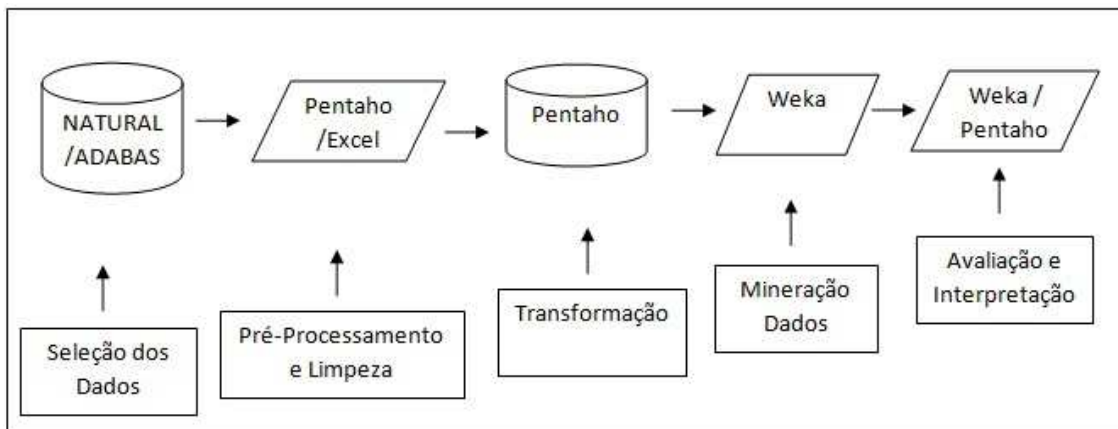 NATURAL
/ADABAS
Pentaho
/Excel
Pentaho
Weka
Weka /
Pentaho
Seleção dos
Dados
Pré-Processamento
e Limpeza
Transformação
Mineração
Dados
Avaliação e
Interpretação